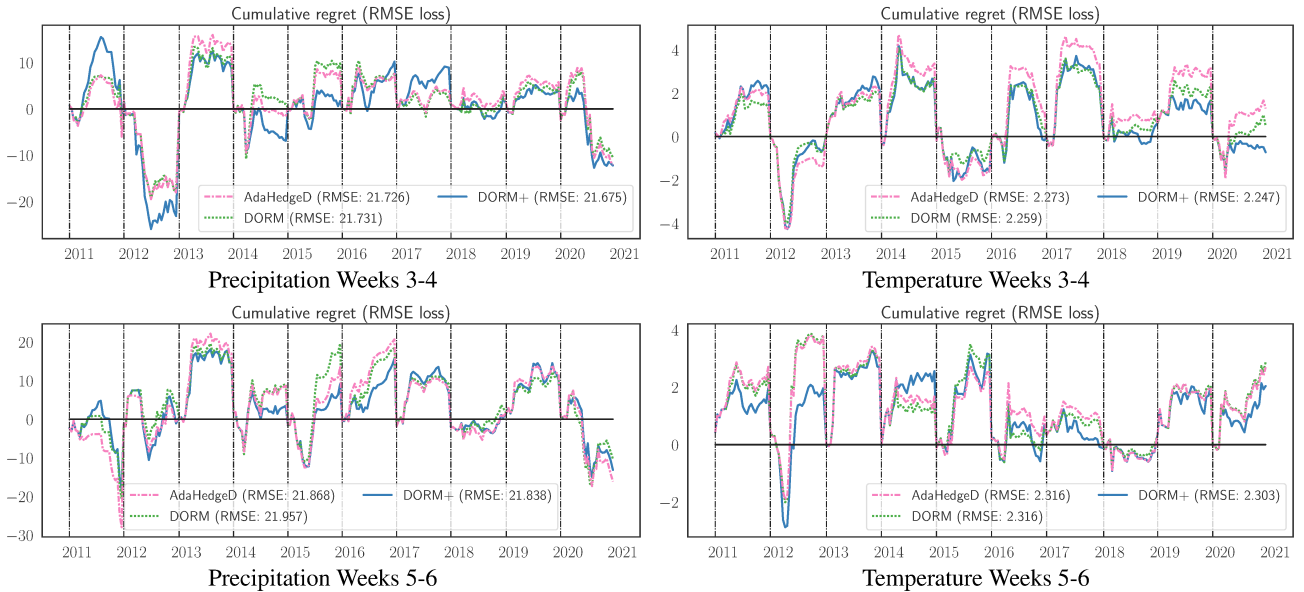 Cumulative regret (RMSE loss)
10
0
−10
−20
AdaHedgeD (RMSE: 21.726)
DORM (RMSE: 21.731)
DORM+ (RMSE: 21.675)
2011 2012 2013 2014 2015 2016 2017 2018 2019 2020 2021
Precipitation Weeks 3-4
Cumulative regret (RMSE loss)
4
2
0
−2
−4
AdaHedgeD (RMSE: 2.273)
DORM (RMSE: 2.259)
DORM+ (RMSE: 2.247)
2011 2012 2013 2014 2015 2016 2017 2018 2019 2020 2021
Temperature Weeks 3-4
Cumulative regret (RMSE loss)
20
10
0
−10
−20
−30
AdaHedgeD (RMSE: 21.868)
DORM (RMSE: 21.957)
DORM+ (RMSE: 21.838)
2011 2012 2013 2014 2015 2016 2017 2018 2019 2020 2021
Precipitation Weeks 5-6
Cumulative regret (RMSE loss)
4
2
0
−2
AdaHedgeD (RMSE: 2.316)
DORM (RMSE: 2.316)
DORM+ (RMSE: 2.303)
2011 2012 2013 2014 2015 2016 2017 2018 2019 2020 2021
Temperature Weeks 5-6